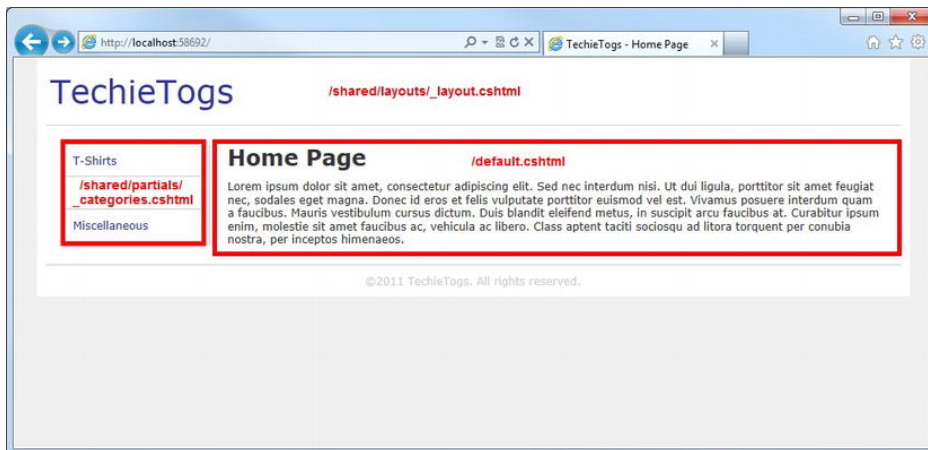 http://localhost:58692/
TechieTogs - Home Page
TechieTogs
/shared/layouts/_layout.cshtml
T-Shirts
/shared/partials/
_categories.cshtml
Miscellaneous
Home Page
/default.cshtml
Lorem ipsum dolor sit amet, consectetur adipiscing elit. Sed nec interdum nisi. Ut dui ligula, porttitor sit amet feugiat
nec, sodales eget magna. Donec id eros et felis vulputate porttitor euismod vel est. Vivamus posuere interdum quam
a faucibus. Mauris vestibulum cursus dictum. Duis blandit eleifend metus, in suscipit arcu faucibus at. Curabitur ipsum
enim, molestie sit amet faucibus ac, vehicula ac libero. Class aptent taciti sociosqu ad litora torquent per conubia
nostra, per inceptos himenaeos.
©2011 TechieTogs. All rights reserved.